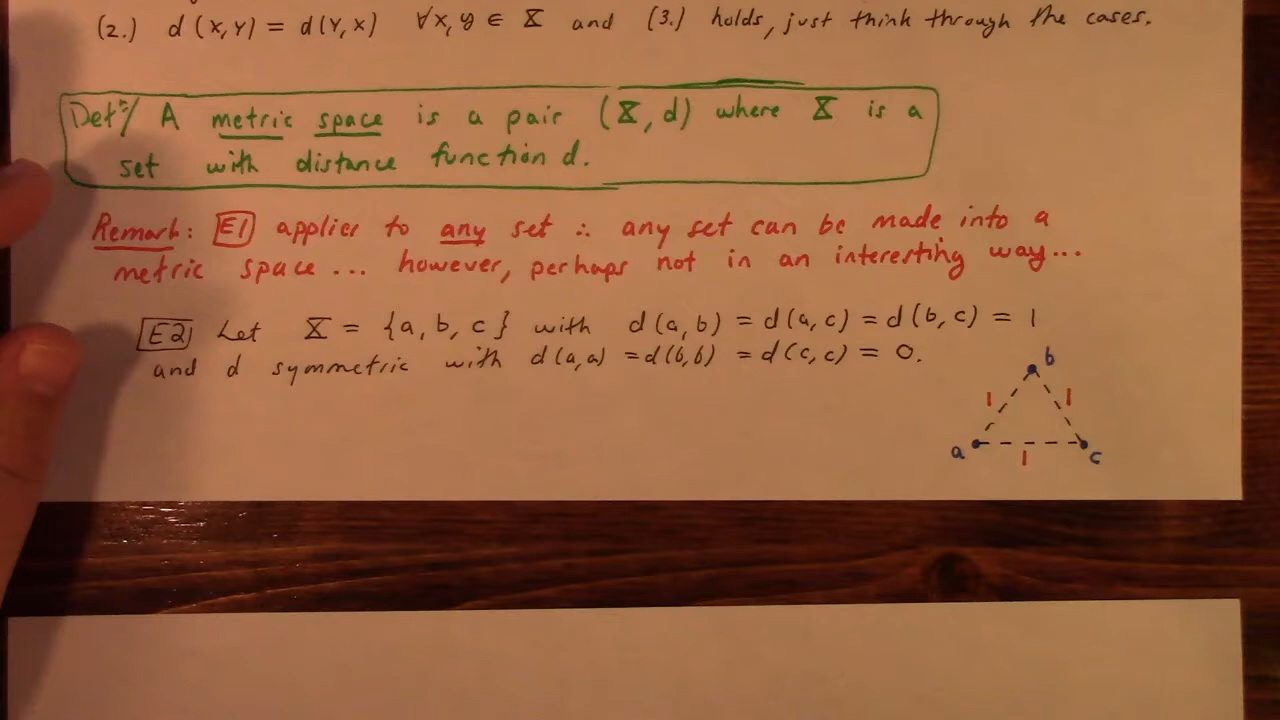 (2.) d(x,y) = d(y,x) ∀x,y ∈ X and (3.) holds, just think through the cases.
Defⁿ/ A metric space is a pair (X,d) where X is a
set with distance function d.
Remark: E1 applies to any set ∴ any set can be made into a
metric space ... however, perhaps not in an interesting way...
E2 Let X = {a, b, c} with d(a,b) = d(a,c) = d(b,c) = 1
and d symmetric with d(a,a) = d(b,b) = d(c,c) = 0.
b
1 1
a c
1